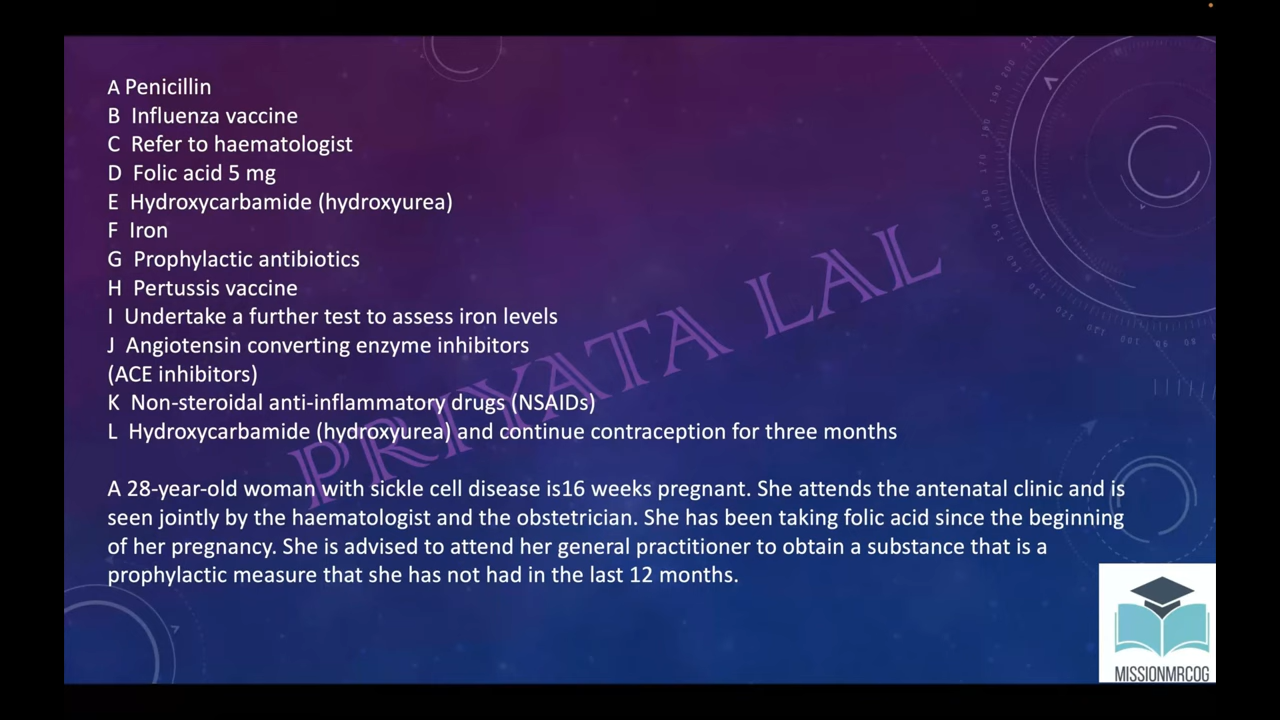 A Penicillin
B Influenza vaccine
C Refer to haematologist
D Folic acid 5 mg
E Hydroxycarbamide (hydroxyurea)
F Iron
G Prophylactic antibiotics
H Pertussis vaccine
I Undertake a further test to assess iron levels
J Angiotensin converting enzyme inhibitors
(ACE inhibitors)
K Non-steroidal anti-inflammatory drugs (NSAIDs)
L Hydroxycarbamide (hydroxyurea) and continue contraception for three months
A 28-year-old woman with sickle cell disease is16 weeks pregnant. She attends the antenatal clinic and is
seen jointly by the haematologist and the obstetrician. She has been taking folic acid since the beginning
of her pregnancy. She is advised to attend her general practitioner to obtain a substance that is a
prophylactic measure that she has not had in the last 12 months.
PRIYATA LAL
MISSIONMRCOG